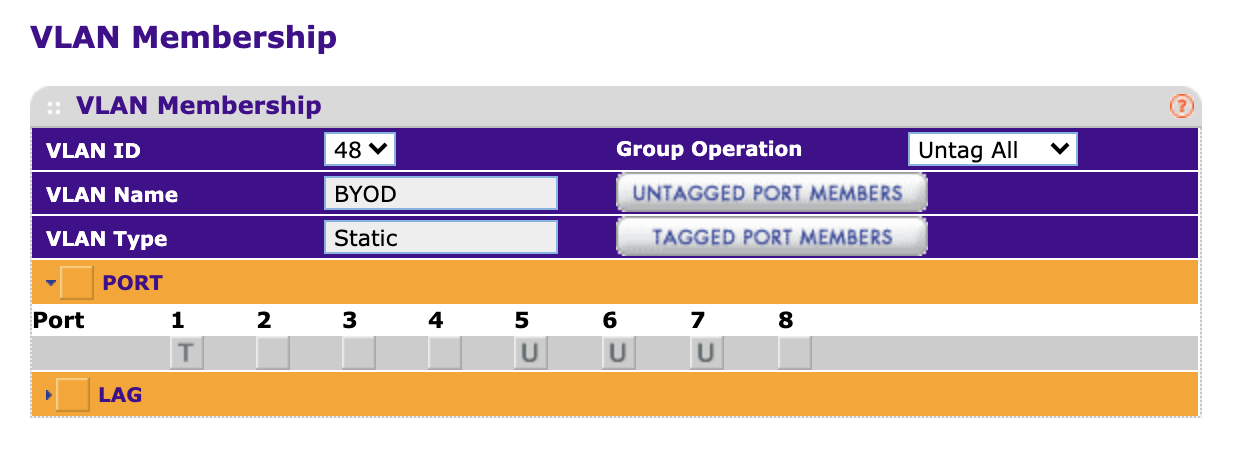 VLAN Membership
VLAN Membership ?
VLAN ID 48 Group Operation Untag All
VLAN Name BYOD UNTAGGED PORT MEMBERS
VLAN Type Static TAGGED PORT MEMBERS
PORT
Port 1 2 3 4 5 6 7 8
T U U U
LAG